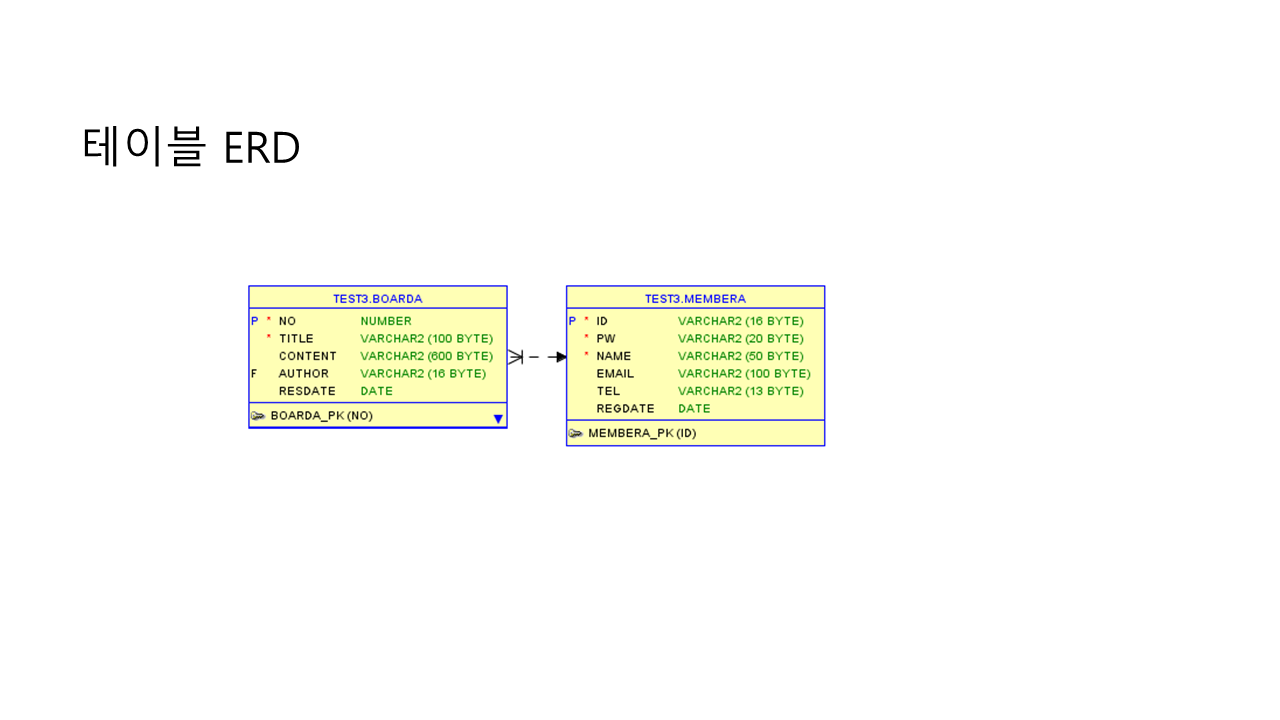 테이블 ERD
TEST3.BOARDA
P * NO NUMBER
* TITLE VARCHAR2 (100 BYTE)
CONTENT VARCHAR2 (600 BYTE)
F AUTHOR VARCHAR2 (16 BYTE)
RESDATE DATE
BOARDA_PK (NO)
TEST3.MEMBERA
P * ID VARCHAR2 (16 BYTE)
* PW VARCHAR2 (20 BYTE)
* NAME VARCHAR2 (50 BYTE)
EMAIL VARCHAR2 (100 BYTE)
TEL VARCHAR2 (13 BYTE)
REGDATE DATE
MEMBERA_PK (ID)